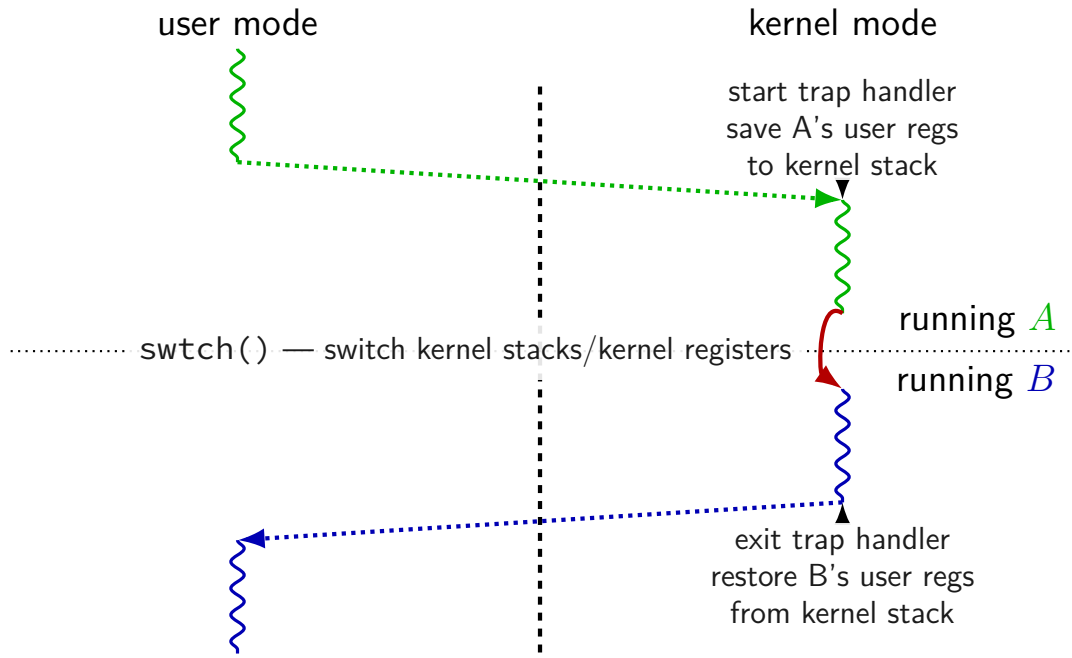 user mode
kernel mode
start trap handler
save A's user regs
to kernel stack
running A
swtch() — switch kernel stacks/kernel registers
running B
exit trap handler
restore B's user regs
from kernel stack